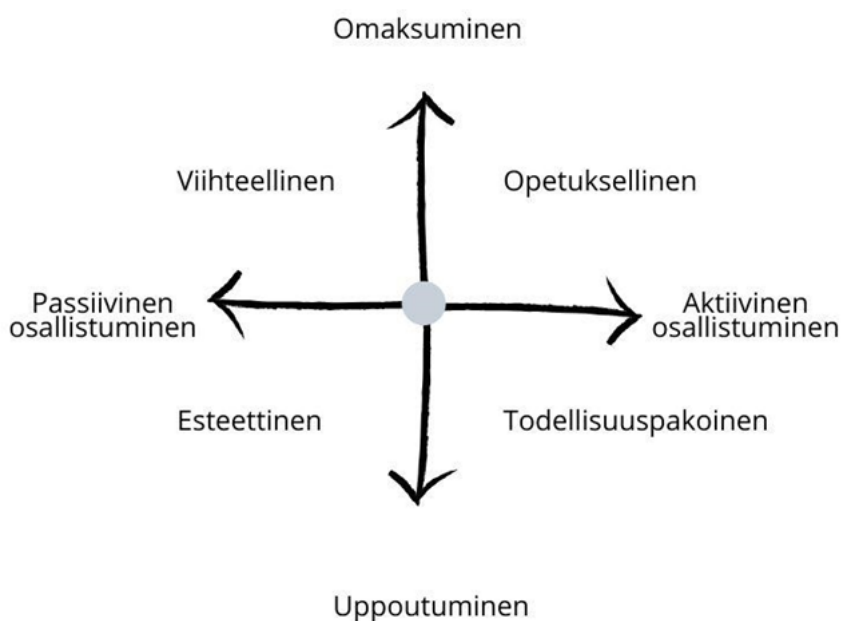 Omaksuminen
Viihteellinen
Opetuksellinen
Passiivinen
osallistuminen
Aktiivinen
osallistuminen
Esteettinen
Todellisuuspakoinen
Uppoutuminen